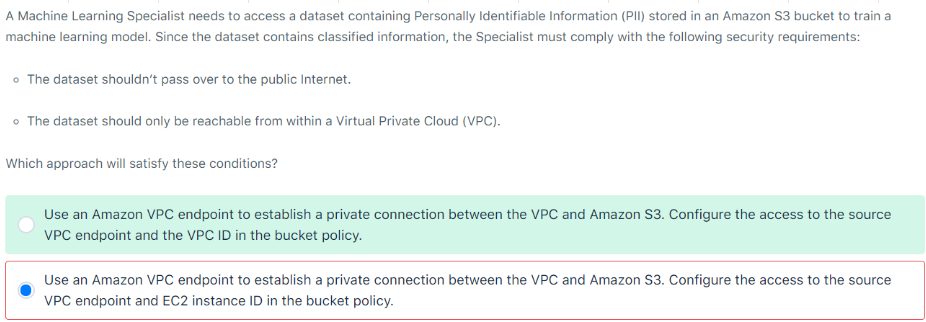 A Machine Learning Specialist needs to access a dataset containing Personally Identifiable Information (PII) stored in an Amazon S3 bucket to train a
machine learning model. Since the dataset contains classified information, the Specialist must comply with the following security requirements:
The dataset shouldn't pass over to the public Internet.
The dataset should only be reachable from within a Virtual Private Cloud (VPC).
Which approach will satisfy these conditions?
Use an Amazon VPC endpoint to establish a private connection between the VPC and Amazon S3. Configure the access to the source
VPC endpoint and the VPC ID in the bucket policy.
Use an Amazon VPC endpoint to establish a private connection between the VPC and Amazon S3. Configure the access to the source
VPC endpoint and EC2 instance ID in the bucket policy.